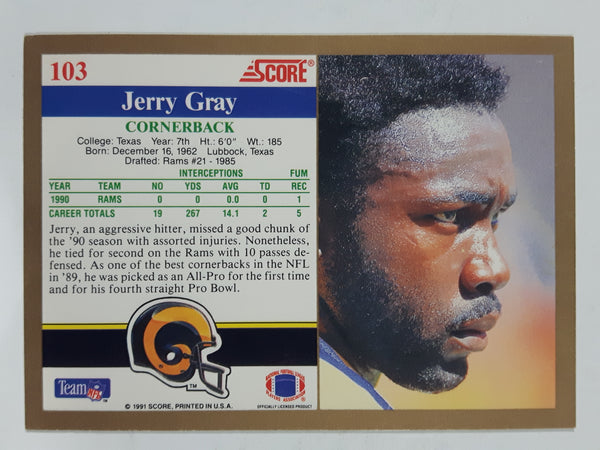 103 SCORE®
Jerry Gray
CORNERBACK
College: Texas Year: 7th Ht.: 6'0" Wt.: 185
Born: December 16, 1962 Lubbock, Texas
Drafted: Rams #21 - 1985
INTERCEPTIONS FUM
YEAR TEAM NO YDS AVG TD REC
1990 RAMS 0 0 0.0 0 1
CAREER TOTALS 19 267 14.1 2 5
Jerry, an aggressive hitter, missed a good chunk of
the '90 season with assorted injuries. Nonetheless,
he tied for second on the Rams with 10 passes de-
fensed. As one of the best cornerbacks in the NFL
in '89, he was picked as an All-Pro for the first time
and for his fourth straight Pro Bowl.
TM
Team NFL
NATIONAL FOOTBALL LEAGUE
PLAYERS ASSOCIATION
© 1991 SCORE, PRINTED IN U.S.A.
OFFICIALLY LICENSED PRODUCT